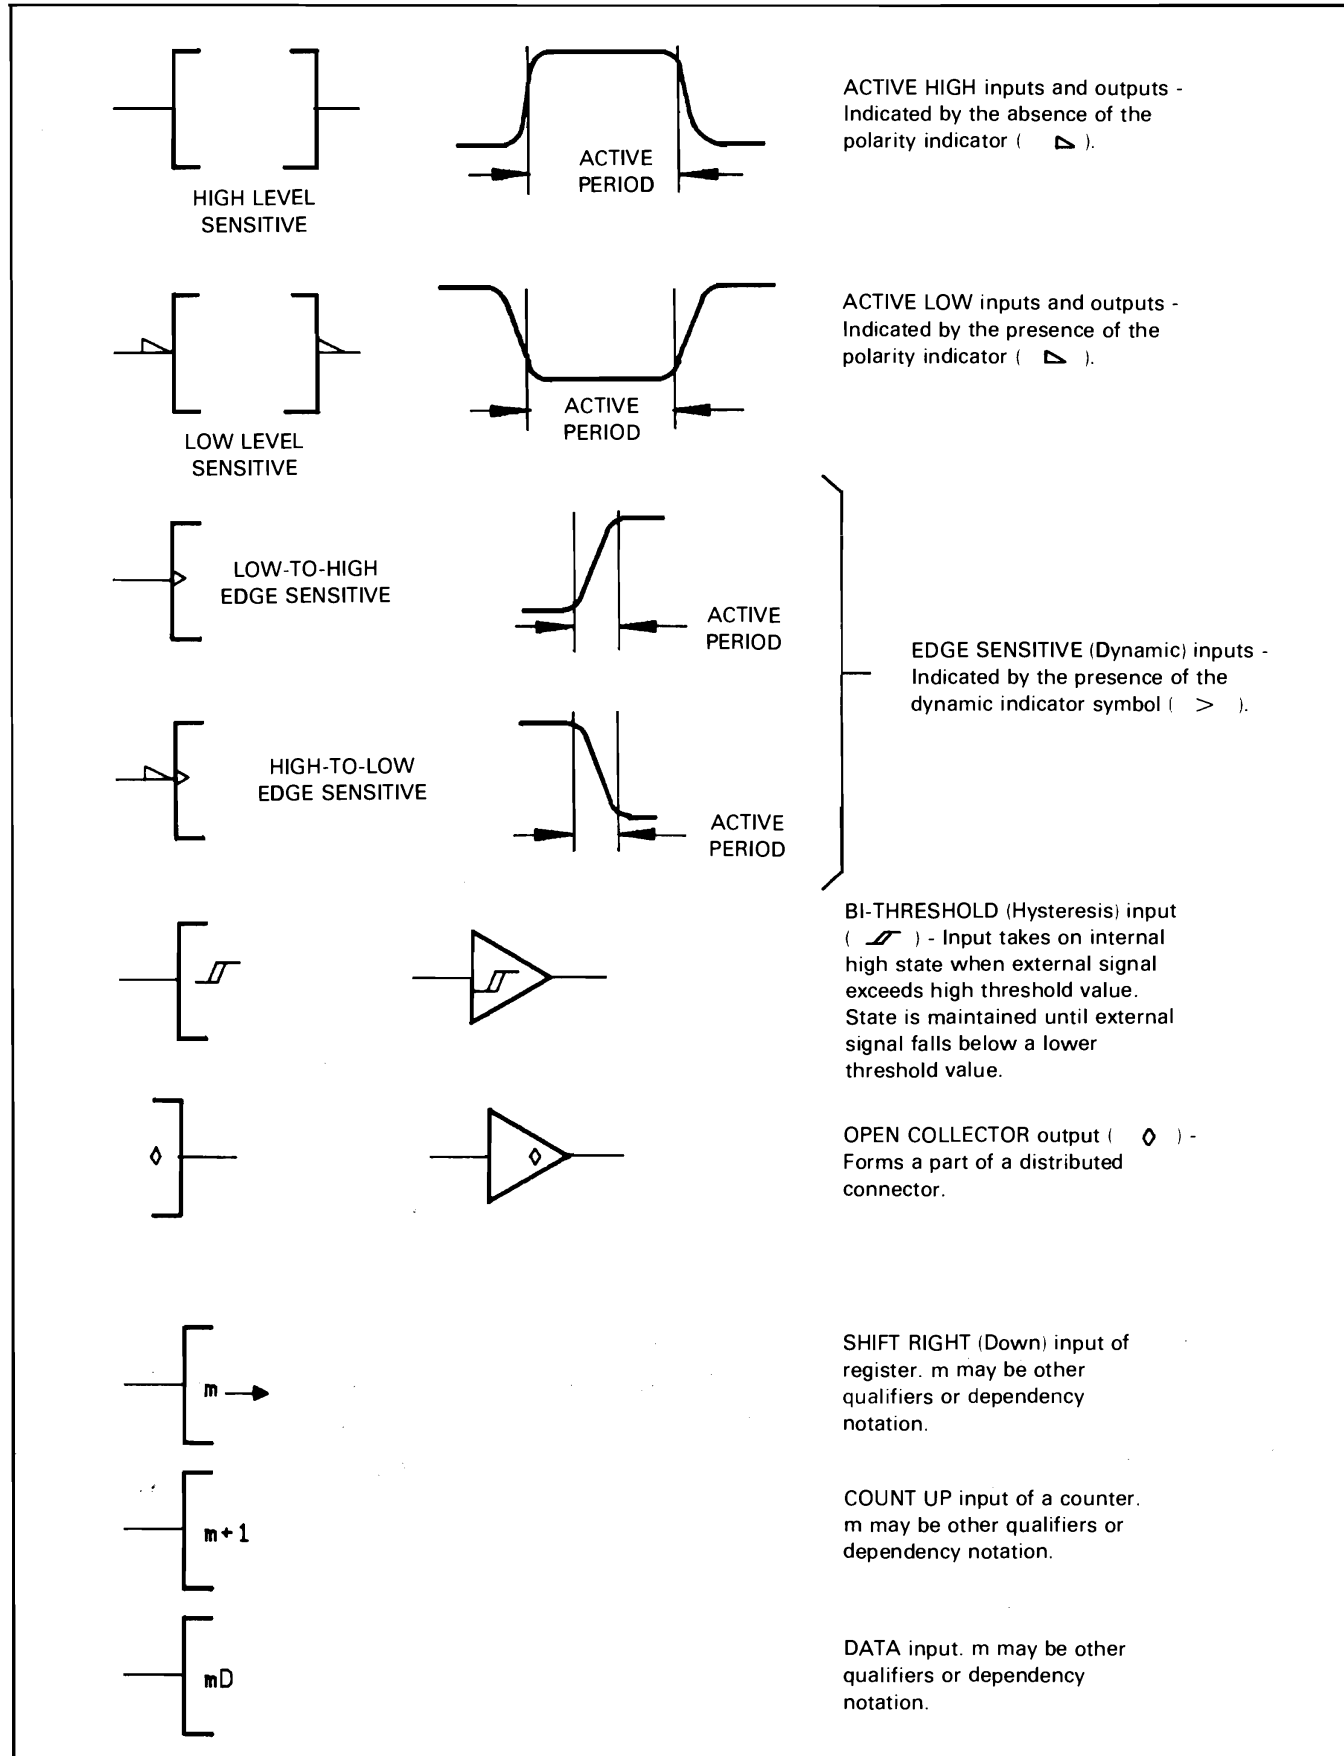 ACTIVE HIGH inputs and outputs -
Indicated by the absence of the
polarity indicator ( ).
ACTIVE
PERIOD
HIGH LEVEL
SENSITIVE
ACTIVE LOW inputs and outputs -
Indicated by the presence of the
polarity indicator ( ).
ACTIVE
PERIOD
LOW LEVEL
SENSITIVE
LOW-TO-HIGH
EDGE SENSITIVE
ACTIVE
PERIOD
EDGE SENSITIVE (Dynamic) inputs -
Indicated by the presence of the
dynamic indicator symbol ( > ).
HIGH-TO-LOW
EDGE SENSITIVE
ACTIVE
PERIOD
BI-THRESHOLD (Hysteresis) input
( ) - Input takes on internal
high state when external signal
exceeds high threshold value.
State is maintained until external
signal falls below a lower
threshold value.
OPEN COLLECTOR output ( ◊ ) -
Forms a part of a distributed
connector.
m
SHIFT RIGHT (Down) input of
register. m may be other
qualifiers or dependency
notation.
m+1
COUNT UP input of a counter.
m may be other qualifiers or
dependency notation.
mD
DATA input. m may be other
qualifiers or dependency
notation.